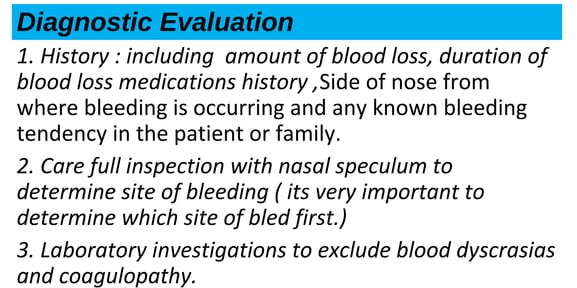 Diagnostic Evaluation
1. History : including  amount of blood loss, duration of
blood loss medications history ,Side of nose from
where bleeding is occurring and any known bleeding
tendency in the patient or family.
2. Care full inspection with nasal speculum to
determine site of bleeding ( its very important to
determine which site of bled first.)
3. Laboratory investigations to exclude blood dyscrasias
and coagulopathy.